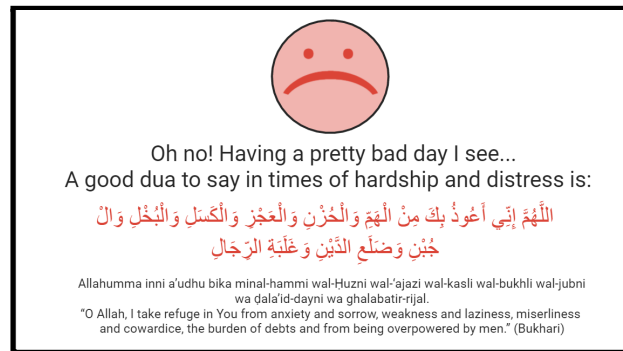 Oh no! Having a pretty bad day I see...
A good dua to say in times of hardship and distress is:
اللَّهُمَّ إِنِّي أَعُوذُ بِكَ مِنْ الْهَمِّ وَالْحُزْنِ وَالْعَجْزِ وَالْكَسَلِ وَالْبُخْلِ وَالْ
جُبْنِ وَضَلَعِ الدَّيْنِ وَغَلَبَةِ الرِّجَالِ
Allahumma inni a’udhu bika minal-hammi wal-Ḥuzni wal-‘ajazi wal-kasli wal-bukhli wal-jubni
wa ḍala’id-dayni wa ghalabatir-rijal.
“O Allah, I take refuge in You from anxiety and sorrow, weakness and laziness, miserliness
and cowardice, the burden of debts and from being overpowered by men.” (Bukhari)